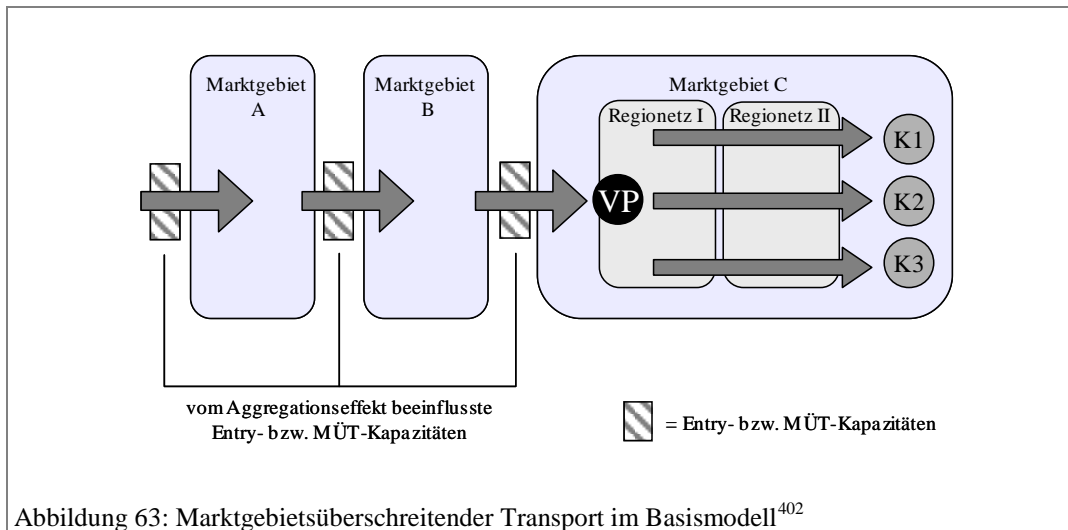 Marktgebiet
A
Marktgebiet
B
Marktgebiet C
Regionetz I
Regionetz II
K1
VP
K2
K3
vom Aggregationseffekt beeinflusste
Entry- bzw. MÜT-Kapazitäten
= Entry- bzw. MÜT-Kapazitäten
Abbildung 63: Marktgebietsüberschreitender Transport im Basismodell402